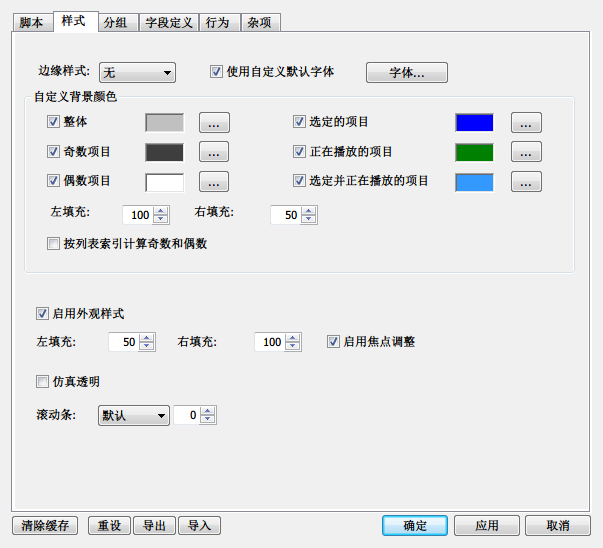 脚本 样式 分组 字段定义 行为 杂项
边缘样式: 无 使用自定义默认字体 字体...
自定义背景颜色
整体 ... 选定的项目 ...
奇数项目 ... 正在播放的项目 ...
偶数项目 ... 选定并正在播放的项目 ...
左填充: 100 右填充: 50
按列表索引计算奇数和偶数
启用外观样式
左填充: 50 右填充: 100 启用焦点调整
仿真透明
滚动条: 默认 0
清除缓存 重设 导出 导入 确定 应用 取消